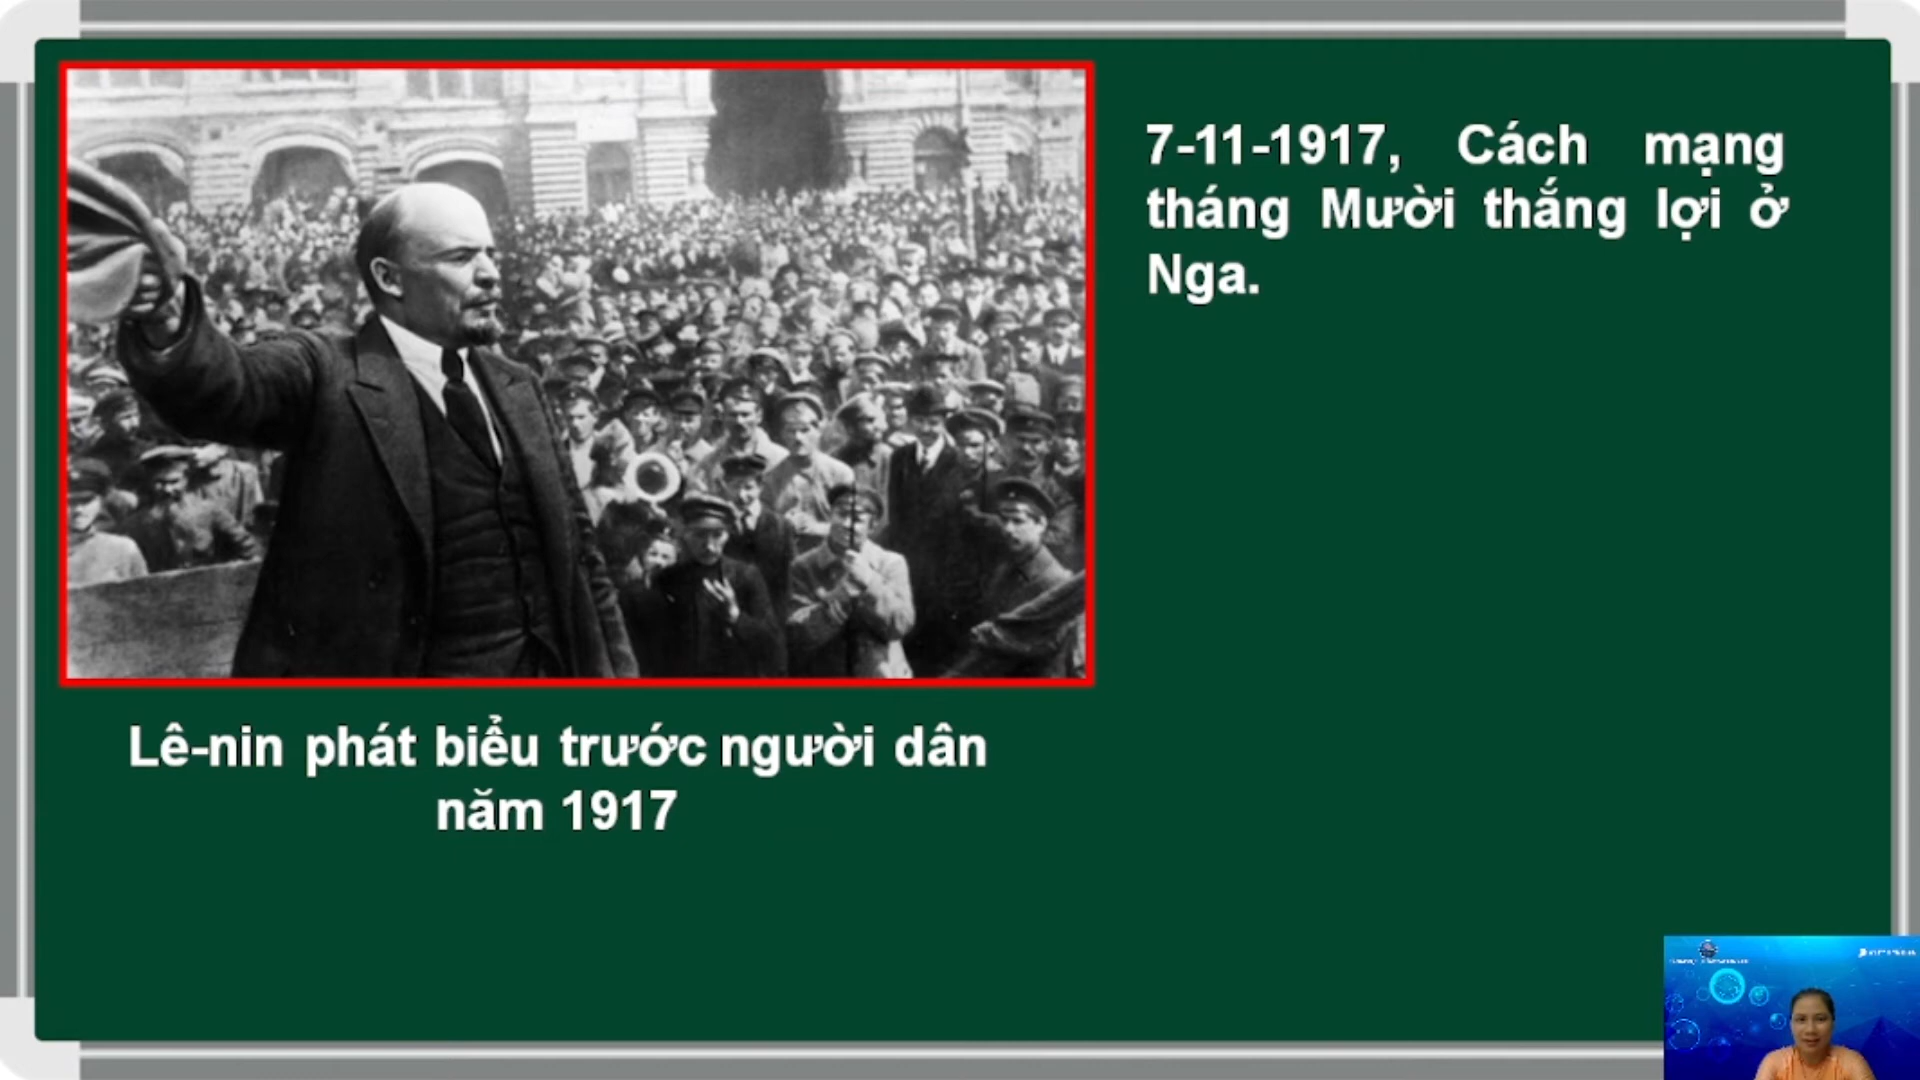 7-11-1917, Cách mạng
tháng Mười thắng lợi ở
Nga.
Lê-nin phát biểu trước người dân
năm 1917